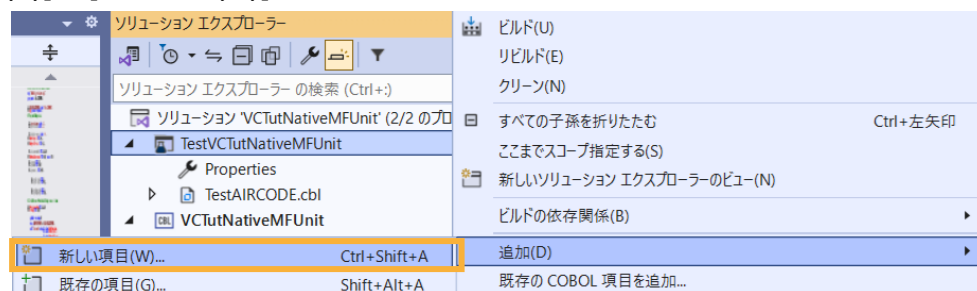 ソリューション エクスプローラー
ソリューション エクスプローラー の検索 (Ctrl+:)
ソリューション 'VCTutNativeMFUnit' (2/2 のプロ
TestVCTutNativeMFUnit
Properties
TestAIRCODE.cbl
CBL VCTutNativeMFUnit
新しい項目(W)... Ctrl+Shift+A
既存の項目(G)... Shift+Alt+A
ビルド(U)
リビルド(E)
クリーン(N)
すべての子孫を折りたたむ Ctrl+左矢印
ここまでスコープ指定する(S)
新しいソリューション エクスプローラーのビュー(N)
ビルドの依存関係(B)
追加(D)
既存の COBOL 項目を追加...